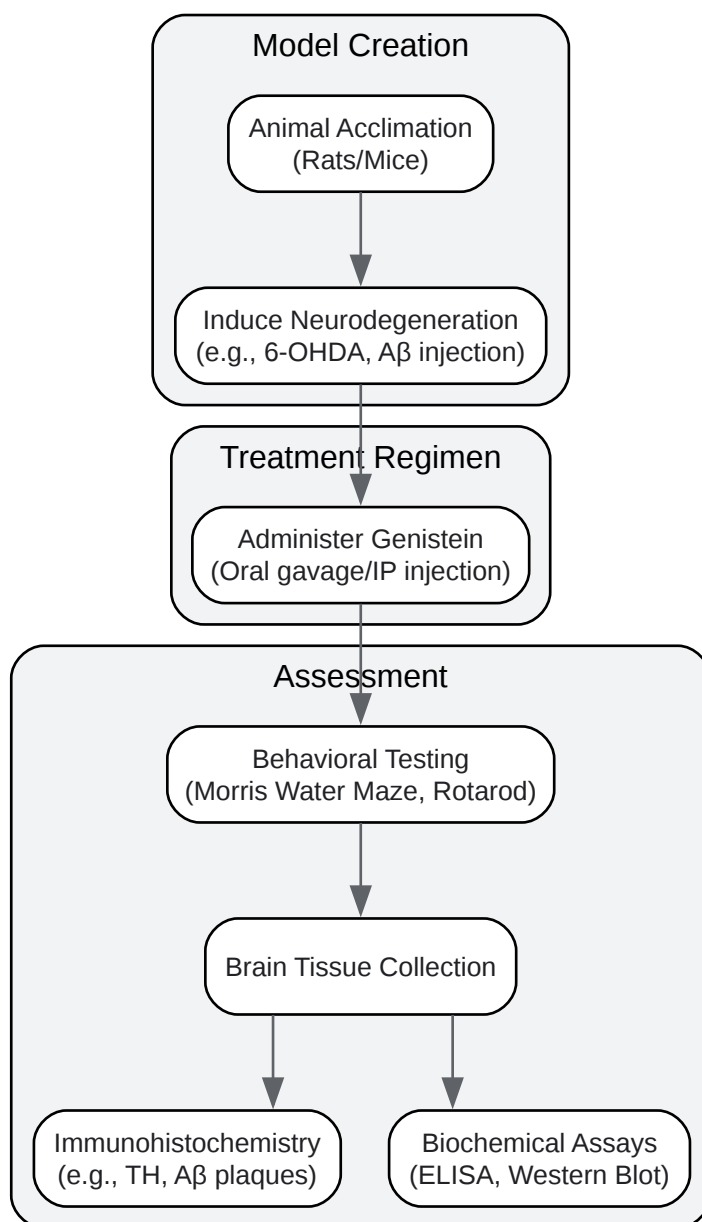 Model Creation
Animal Acclimation
(Rats/Mice)
Induce Neurodegeneration
(e.g., 6-OHDA, Aβ injection)
Treatment Regimen
Administer Genistein
(Oral gavage/IP injection)
Assessment
Behavioral Testing
(Morris Water Maze, Rotarod)
Brain Tissue Collection
Immunohistochemistry
(e.g., TH, Aβ plaques)
Biochemical Assays
(ELISA, Western Blot)